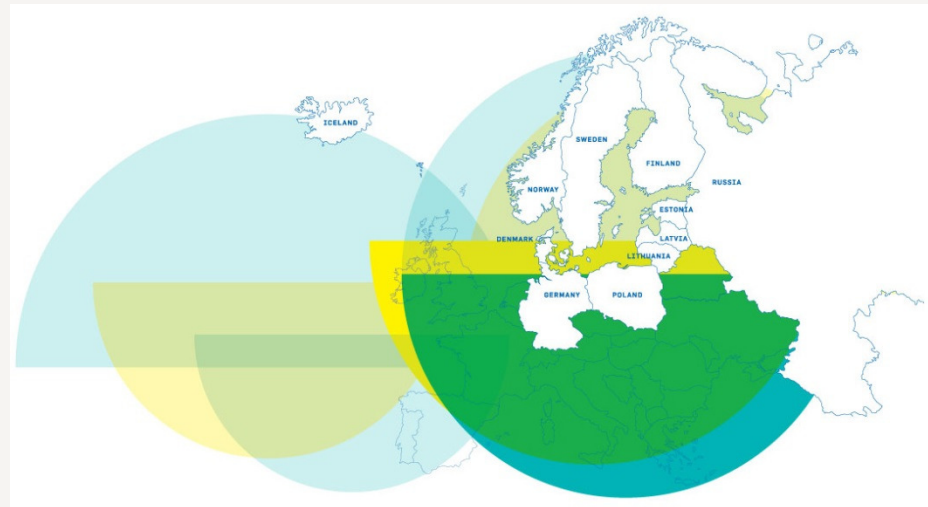 ICELAND
SWEDEN
FINLAND
RUSSIA
NORWAY
ESTONIA
DENMARK
LATVIA
LITHUANIA
GERMANY
POLAND